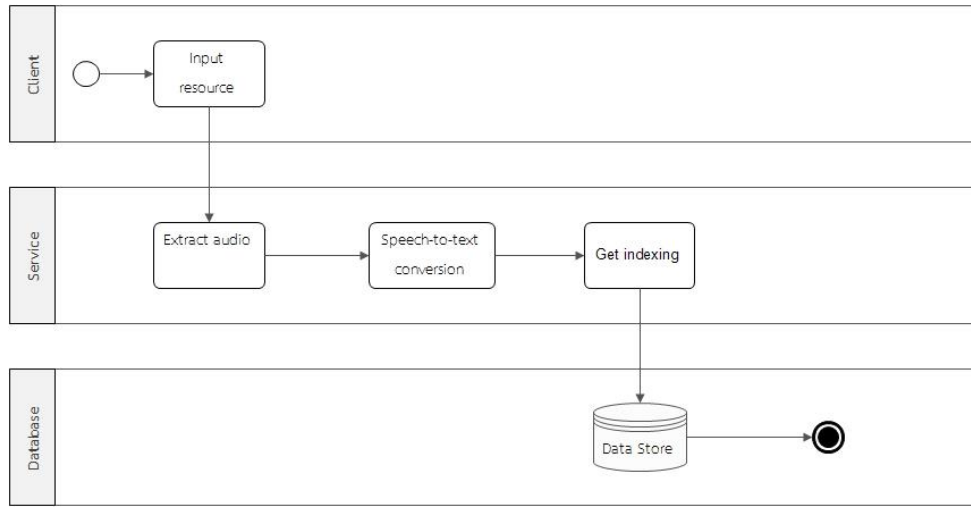 Client
Input
resource
Service
Extract audio
Speech-to-text
conversion
Get indexing
Database
Data Store